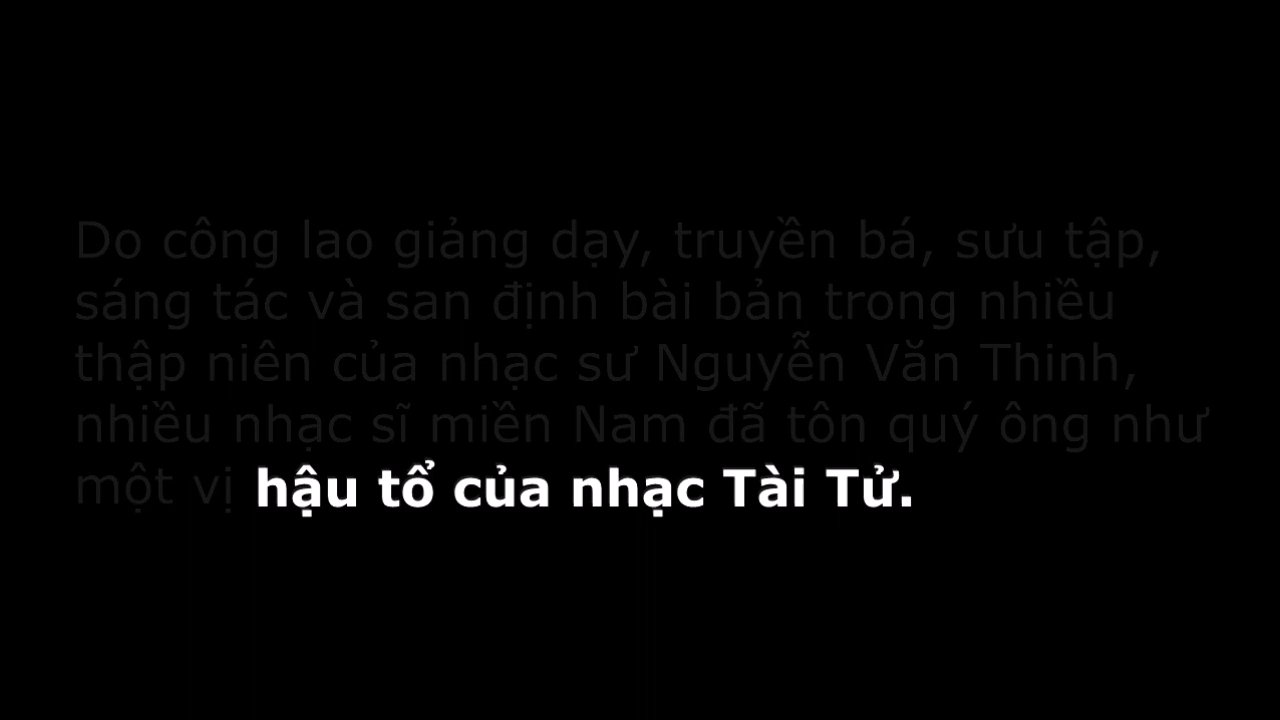 Do công lao giảng dạy, truyền bá, sưu tập,
sáng tác và san định bài bản trong nhiều
thập niên của nhạc sư Nguyễn Văn Thinh,
nhiều nhạc sĩ miền Nam đã tôn quý ông như
một vị hậu tổ của nhạc Tài Tử.